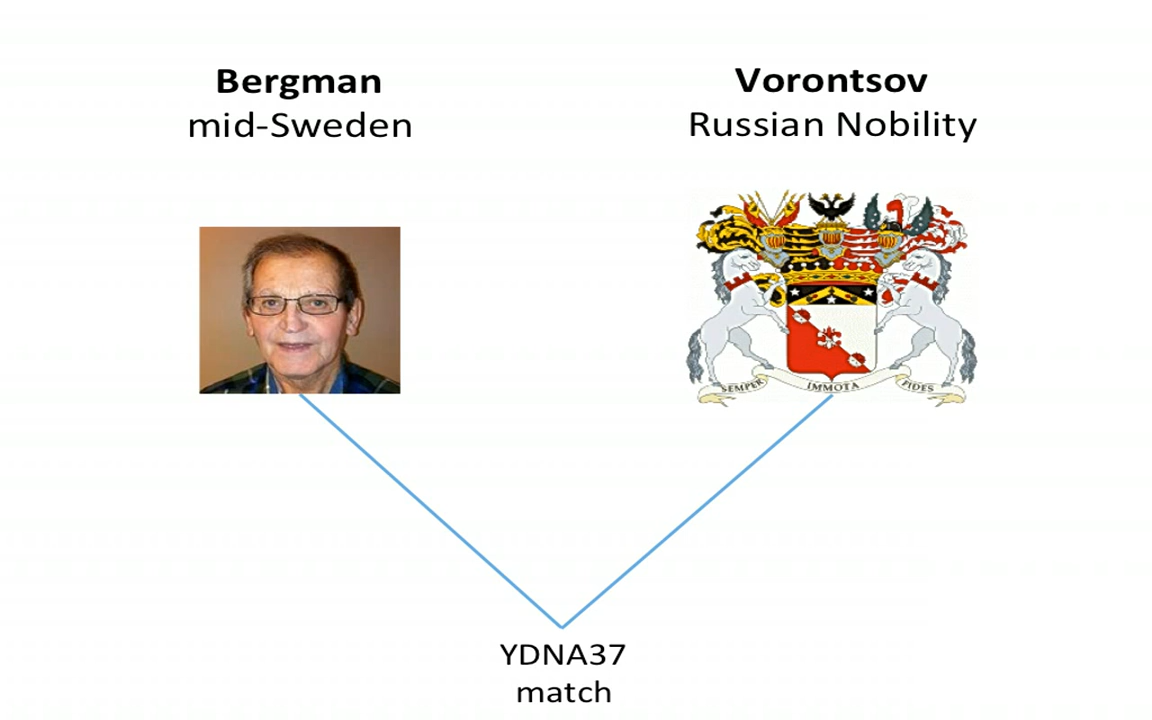 Bergman
mid-Sweden
Vorontsov
Russian Nobility
SEMPER IMMOTA FIDES
YDNA37
match